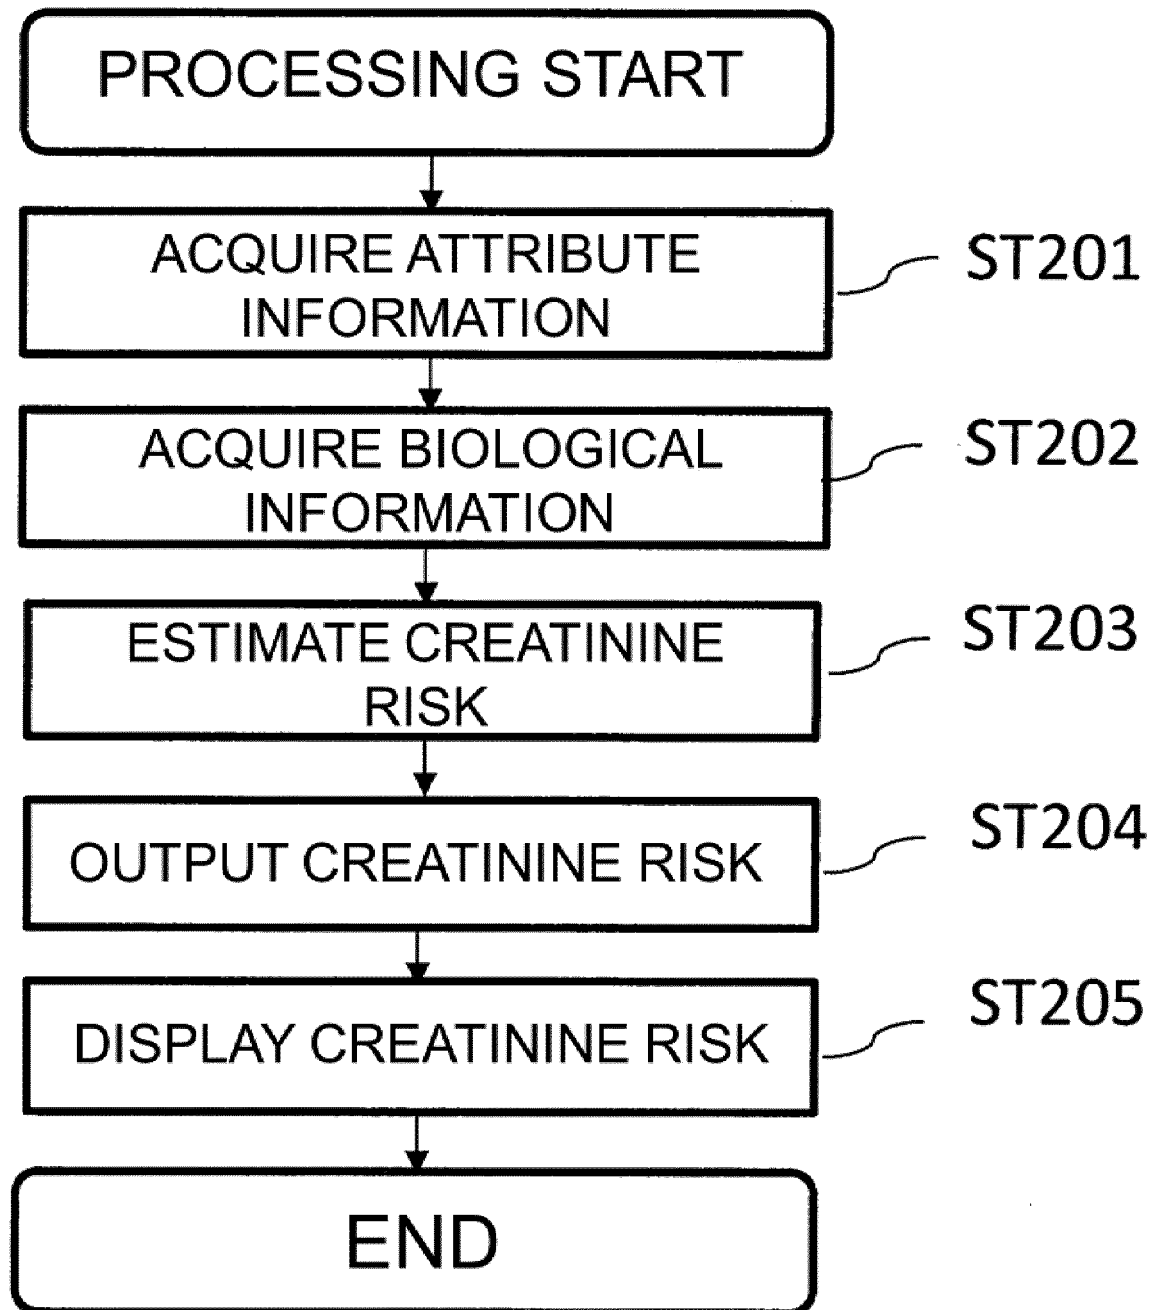 PROCESSING START
ACQUIRE ATTRIBUTE
INFORMATION
ST201
ACQUIRE BIOLOGICAL
INFORMATION
ST202
ESTIMATE CREATININE
RISK
ST203
OUTPUT CREATININE RISK
ST204
DISPLAY CREATININE RISK
ST205
END